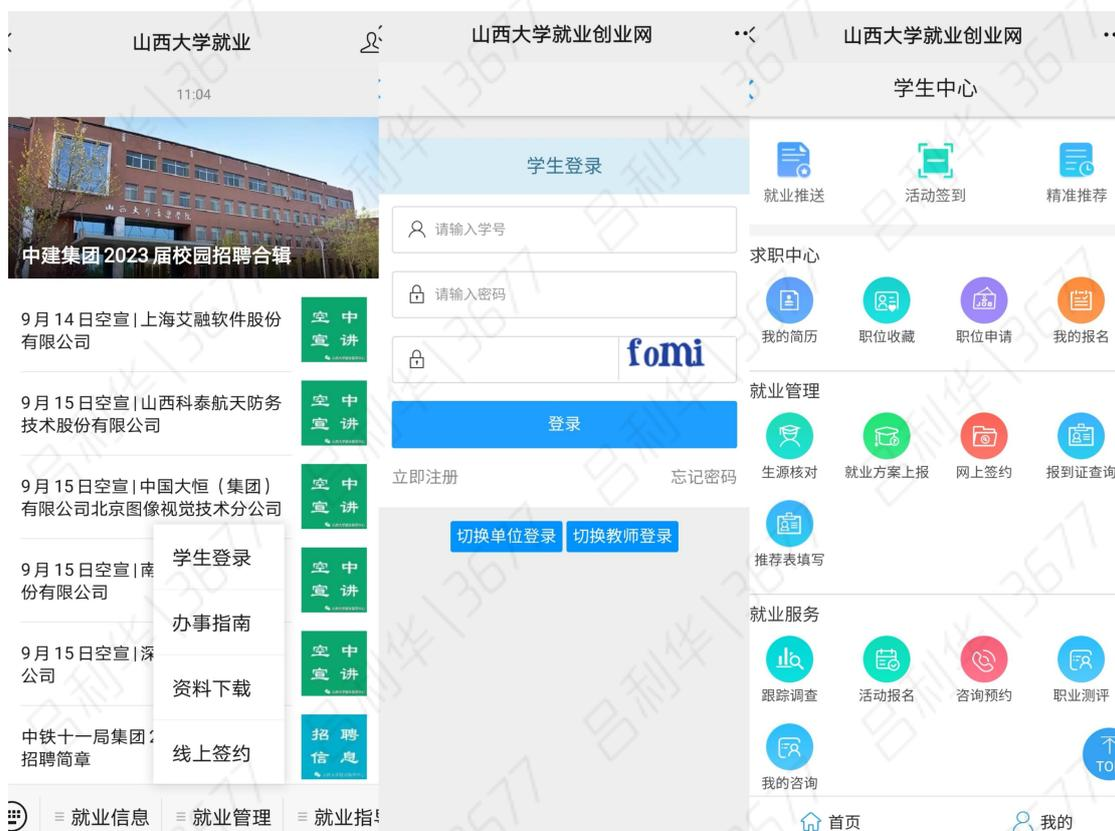 山西大学就业
11:04
山西大学音乐学院
中建集团2023届校园招聘合辑
9月14日空宣|上海艾融软件股份
有限公司
空中
宣讲
9月15日空宣|山西科泰航天防务
技术股份有限公司
空中
宣讲
9月15日空宣|中国大恒（集团）
有限公司北京图像视觉技术分公司
空中
宣讲
9月15日空宣|南
份有限公司
空中
宣讲
9月15日空宣|深
公司
空中
宣讲
中铁十一局集团2
招聘简章
招聘
信息
学生登录
办事指南
资料下载
线上签约
就业信息
就业管理
就业指导
山西大学就业创业网
学生登录
请输入学号
请输入密码
fomi
登录
立即注册 忘记密码
切换单位登录 切换教师登录
山西大学就业创业网
学生中心
就业推送 活动签到 精准推荐
求职中心
JOB
我的简历 职位收藏 职位申请 我的报名
就业管理
生源核对 就业方案上报 网上签约 报到证查询
推荐表填写
就业服务
跟踪调查 活动报名 咨询预约 职业测评
我的咨询
TOP
首页 我的
吕利华|3677